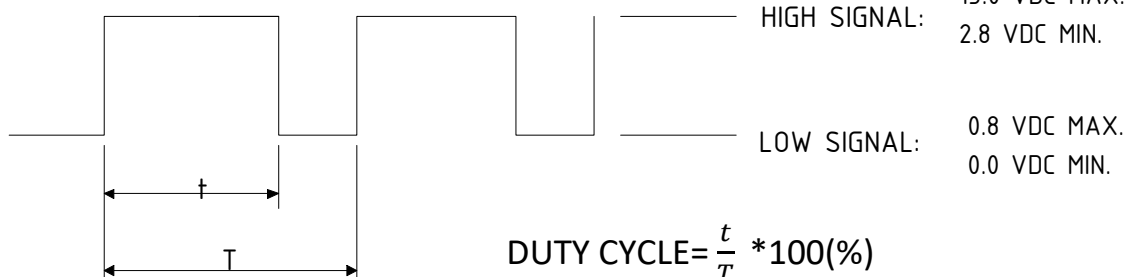 HIGH SIGNAL:
VDC MAX.
2.8 VDC MIN.
LOW SIGNAL:
0.8 VDC MAX.
0.0 VDC MIN.
t
T
DUTY CYCLE= t/T *100(%)